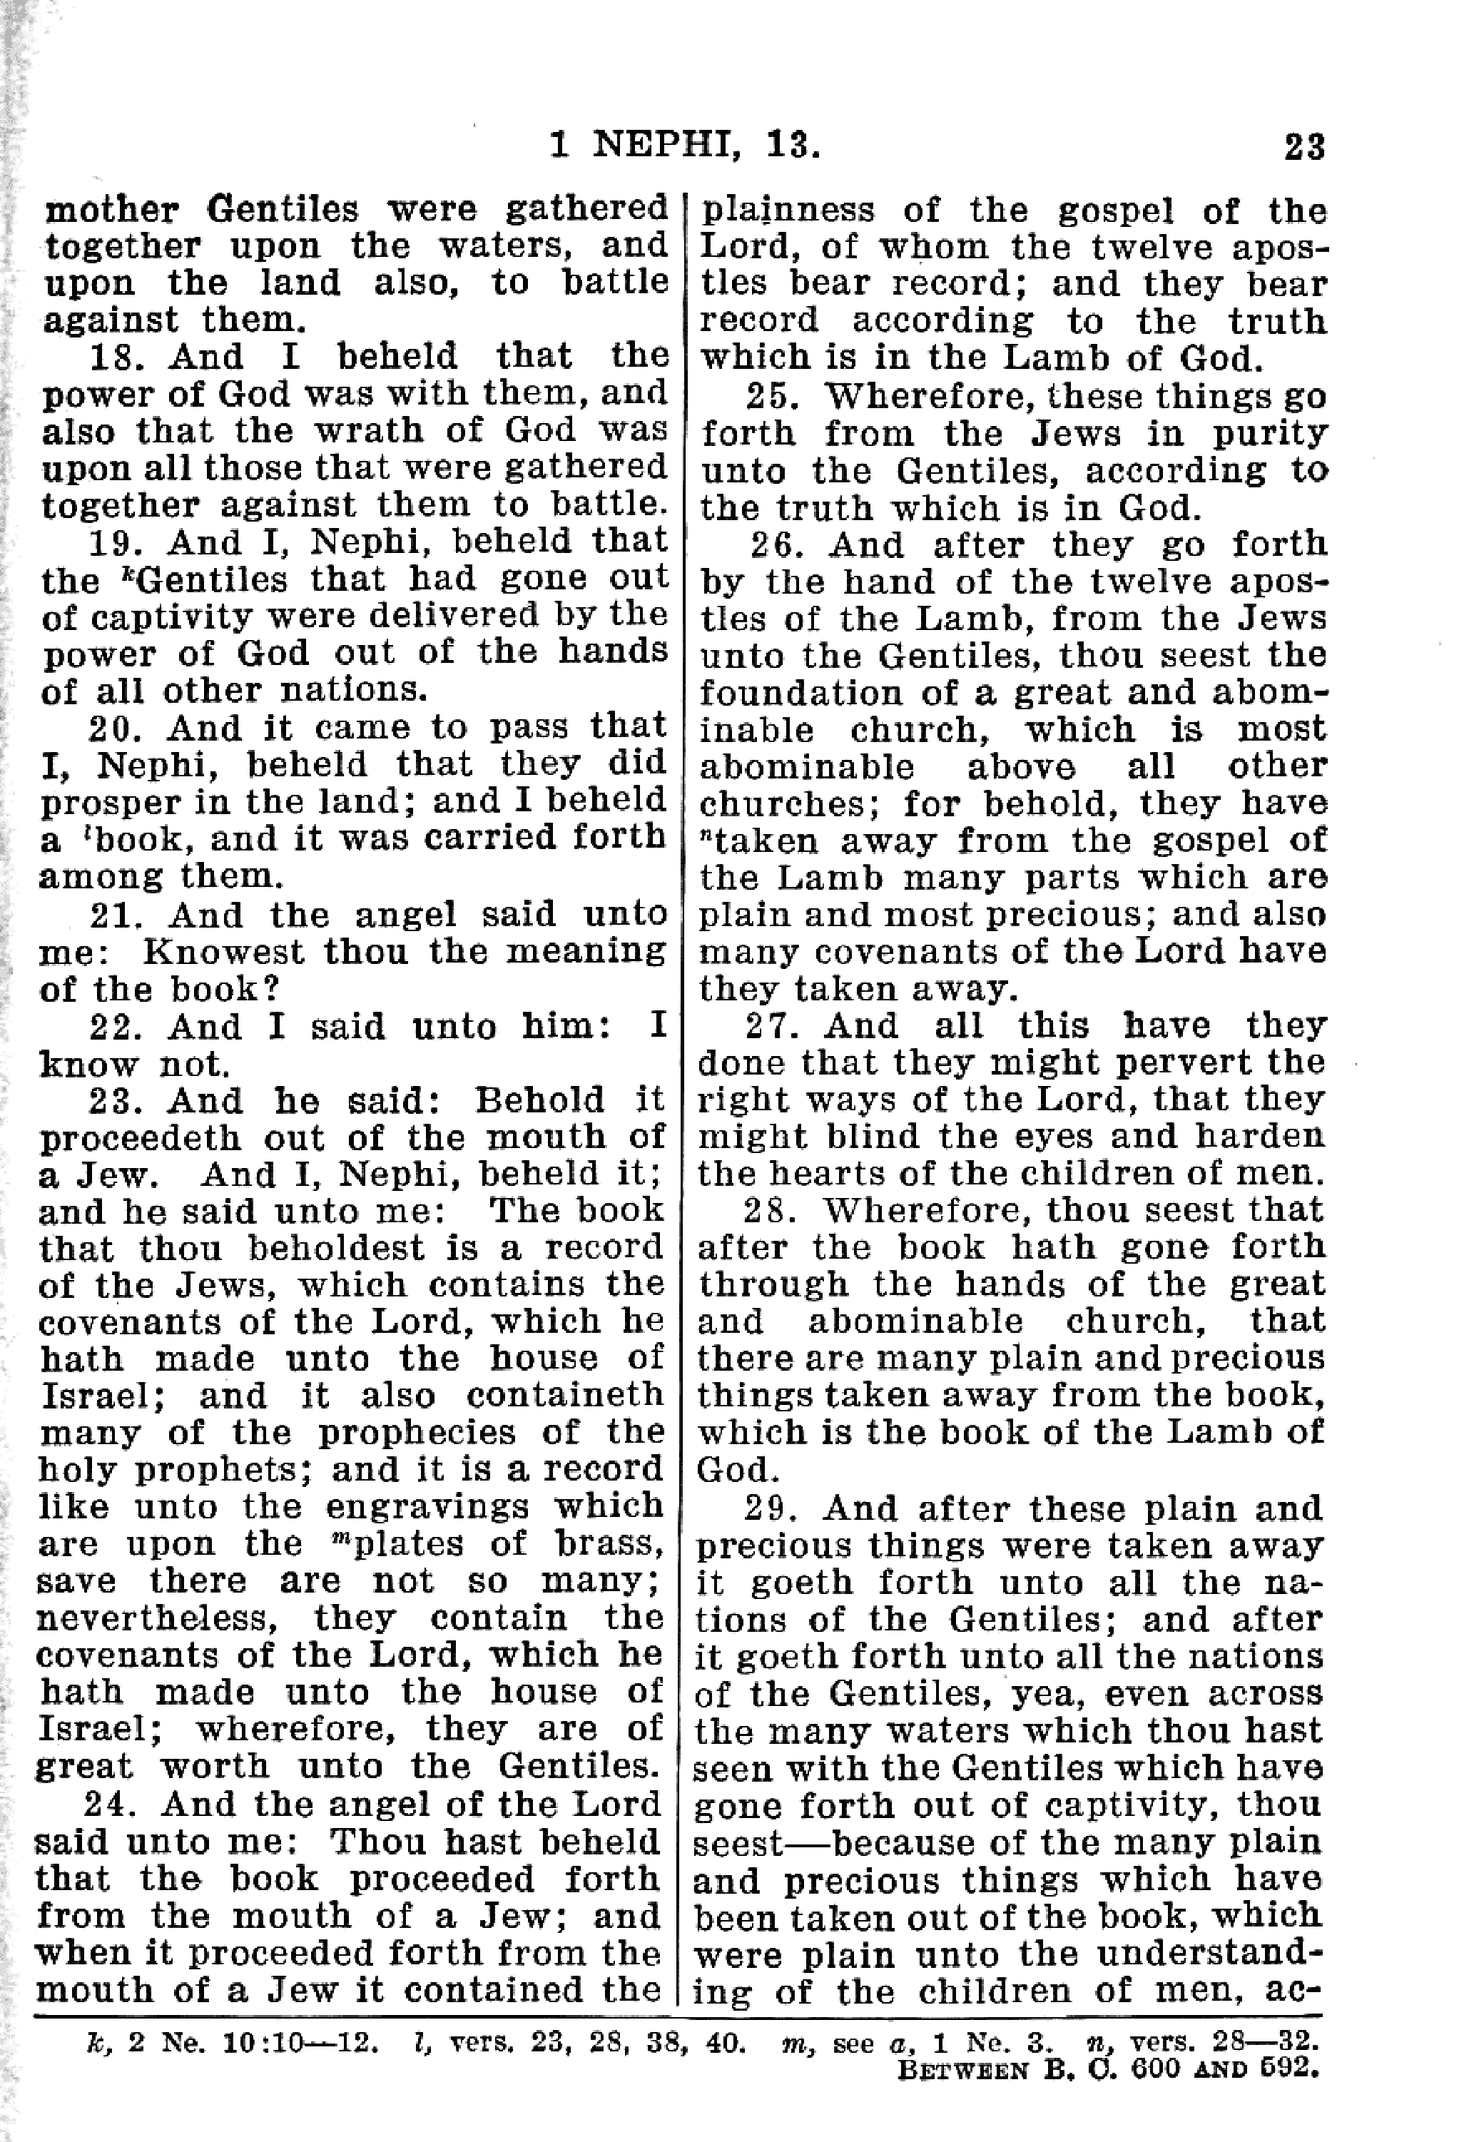 1 NEPHI, 13. 23
mother Gentiles were gathered
together upon the waters, and
upon the land also, to battle
against them.
18. And I beheld that the
power of God was with them, and
also that the wrath of God was
upon all those that were gathered
together against them to battle.
19. And I, Nephi, beheld that
the ᵏGentiles that had gone out
of captivity were delivered by the
power of God out of the hands
of all other nations.
20. And it came to pass that
I, Nephi, beheld that they did
prosper in the land; and I beheld
a ˡbook, and it was carried forth
among them.
21. And the angel said unto
me: Knowest thou the meaning
of the book?
22. And I said unto him: I
know not.
23. And he said: Behold it
proceedeth out of the mouth of
a Jew. And I, Nephi, beheld it;
and he said unto me: The book
that thou beholdest is a record
of the Jews, which contains the
covenants of the Lord, which he
hath made unto the house of
Israel; and it also containeth
many of the prophecies of the
holy prophets; and it is a record
like unto the engravings which
are upon the ᵐplates of brass,
save there are not so many;
nevertheless, they contain the
covenants of the Lord, which he
hath made unto the house of
Israel; wherefore, they are of
great worth unto the Gentiles.
24. And the angel of the Lord
said unto me: Thou hast beheld
that the book proceeded forth
from the mouth of a Jew; and
when it proceeded forth from the
mouth of a Jew it contained the
plainness of the gospel of the
Lord, of whom the twelve apos-
tles bear record; and they bear
record according to the truth
which is in the Lamb of God.
25. Wherefore, these things go
forth from the Jews in purity
unto the Gentiles, according to
the truth which is in God.
26. And after they go forth
by the hand of the twelve apos-
tles of the Lamb, from the Jews
unto the Gentiles, thou seest the
foundation of a great and abom-
inable church, which is most
abominable above all other
churches; for behold, they have
ⁿtaken away from the gospel of
the Lamb many parts which are
plain and most precious; and also
many covenants of the Lord have
they taken away.
27. And all this have they
done that they might pervert the
right ways of the Lord, that they
might blind the eyes and harden
the hearts of the children of men.
28. Wherefore, thou seest that
after the book hath gone forth
through the hands of the great
and abominable church, that
there are many plain and precious
things taken away from the book,
which is the book of the Lamb of
God.
29. And after these plain and
precious things were taken away
it goeth forth unto all the na-
tions of the Gentiles; and after
it goeth forth unto all the nations
of the Gentiles, yea, even across
the many waters which thou hast
seen with the Gentiles which have
gone forth out of captivity, thou
seest—because of the many plain
and precious things which have
been taken out of the book, which
were plain unto the understand-
ing of the children of men, ac-
k, 2 Ne. 10:10—12. l, vers. 23, 28, 38, 40. m, see a, 1 Ne. 3. n, vers. 28—32.
BETWEEN B. C. 600 AND 592.